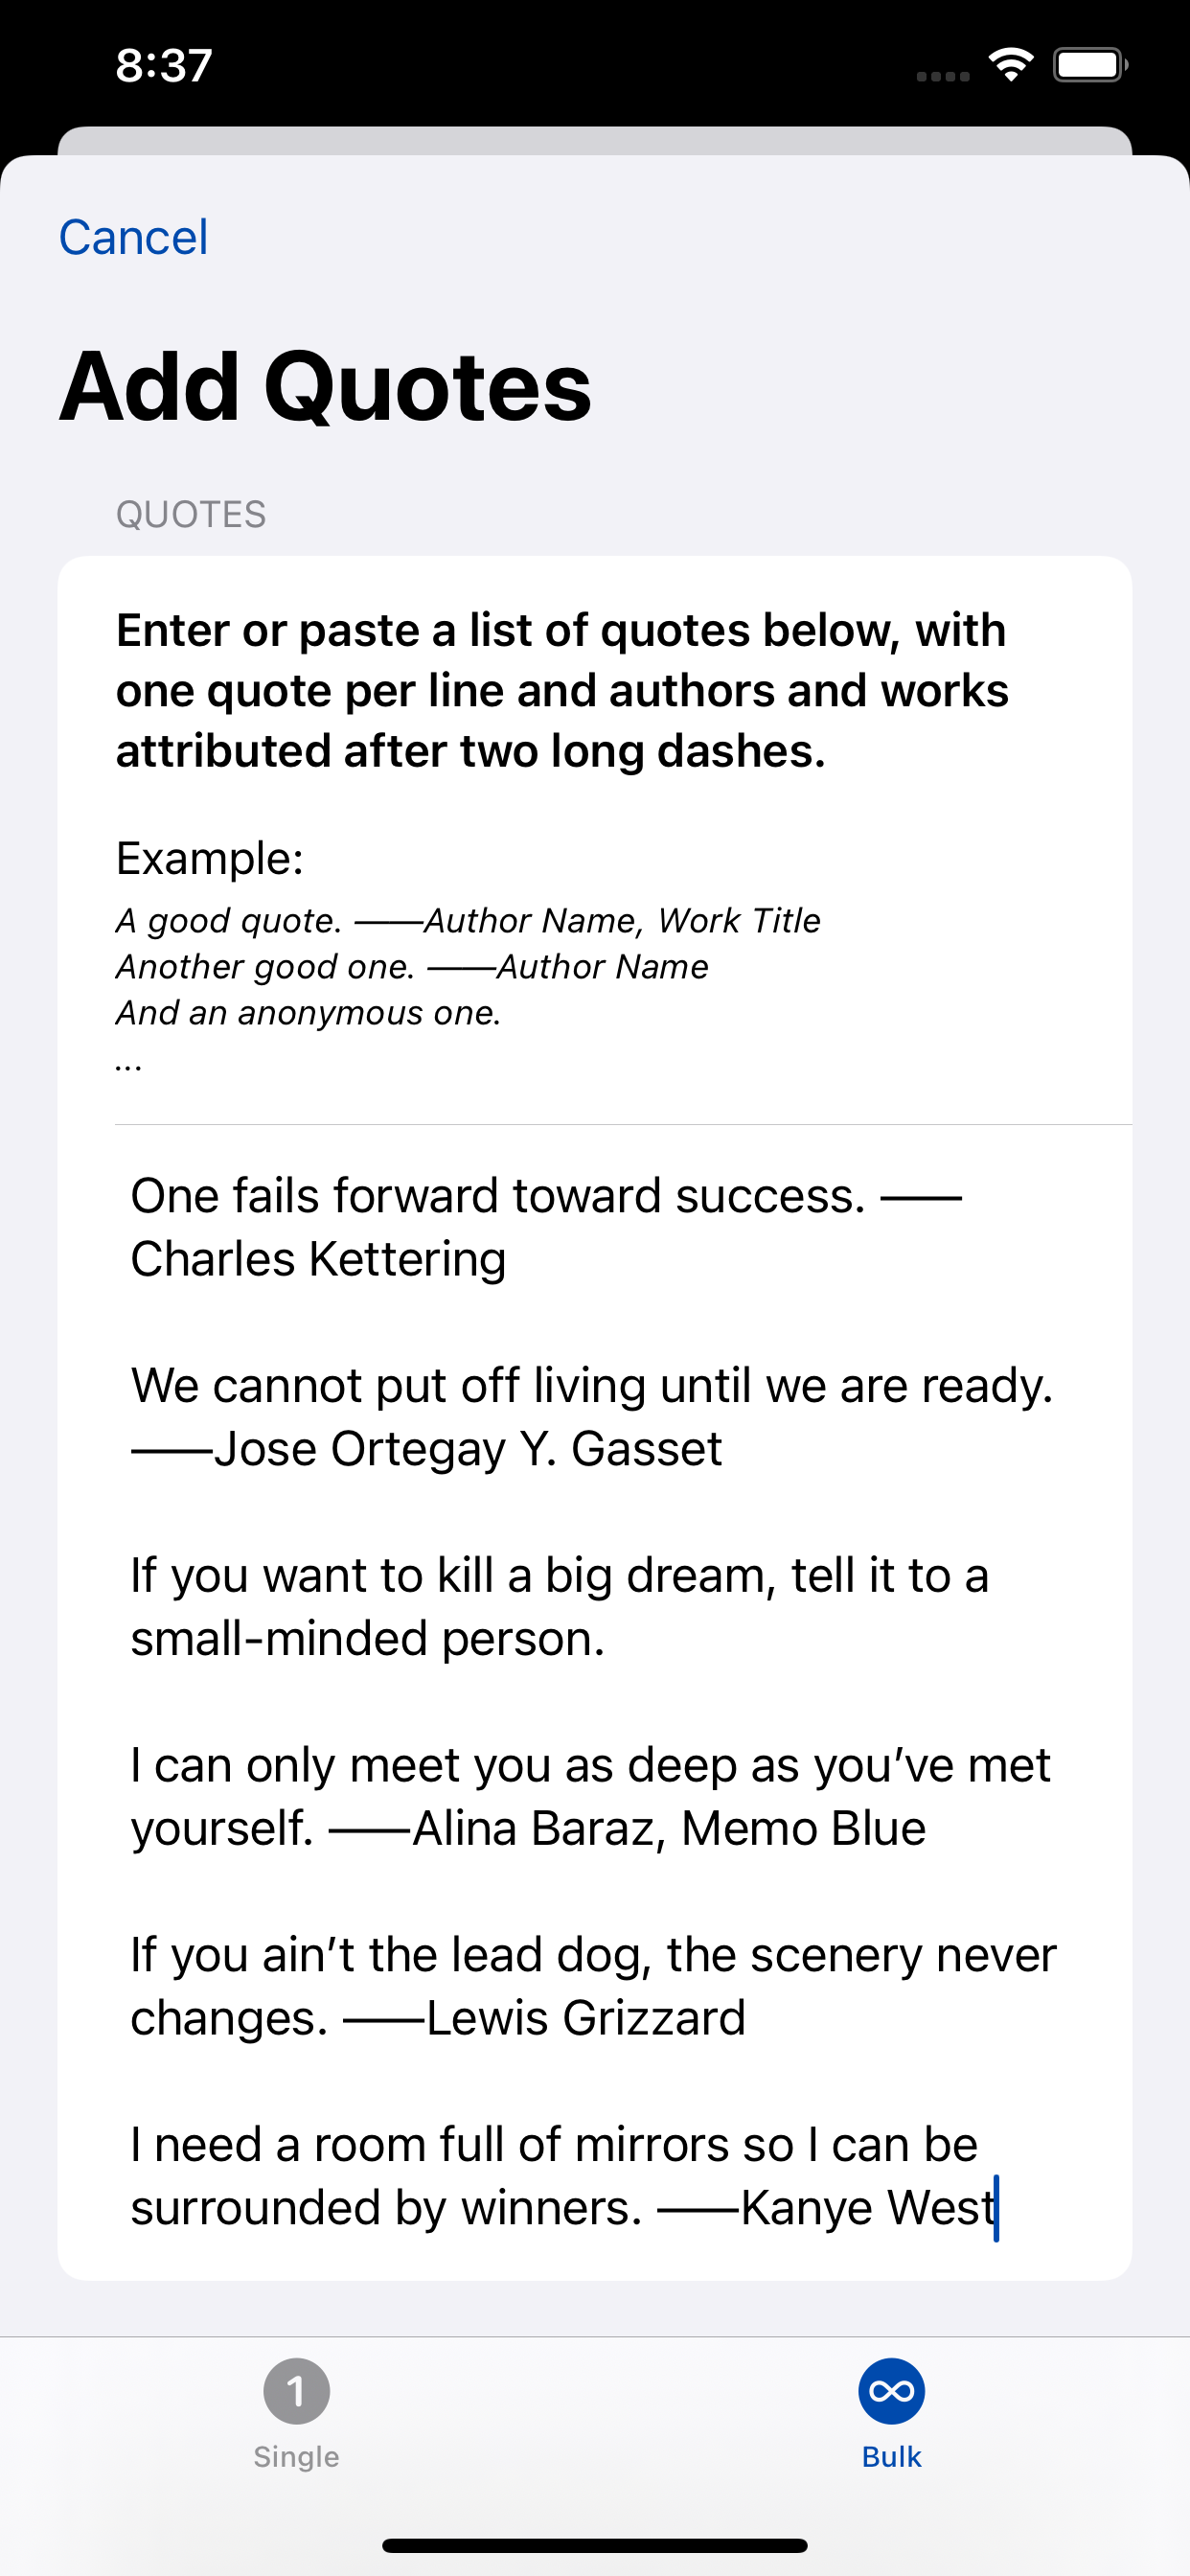 8:37
Cancel
Add Quotes
QUOTES
Enter or paste a list of quotes below, with
one quote per line and authors and works
attributed after two long dashes.
Example:
A good quote. ——Author Name, Work Title
Another good one. ——Author Name
And an anonymous one.
...
One fails forward toward success. ——
Charles Kettering
We cannot put off living until we are ready.
——Jose Ortegay Y. Gasset
If you want to kill a big dream, tell it to a
small-minded person.
I can only meet you as deep as you’ve met
yourself. ——Alina Baraz, Memo Blue
If you ain’t the lead dog, the scenery never
changes. ——Lewis Grizzard
I need a room full of mirrors so I can be
surrounded by winners. ——Kanye West
1
Single
Bulk